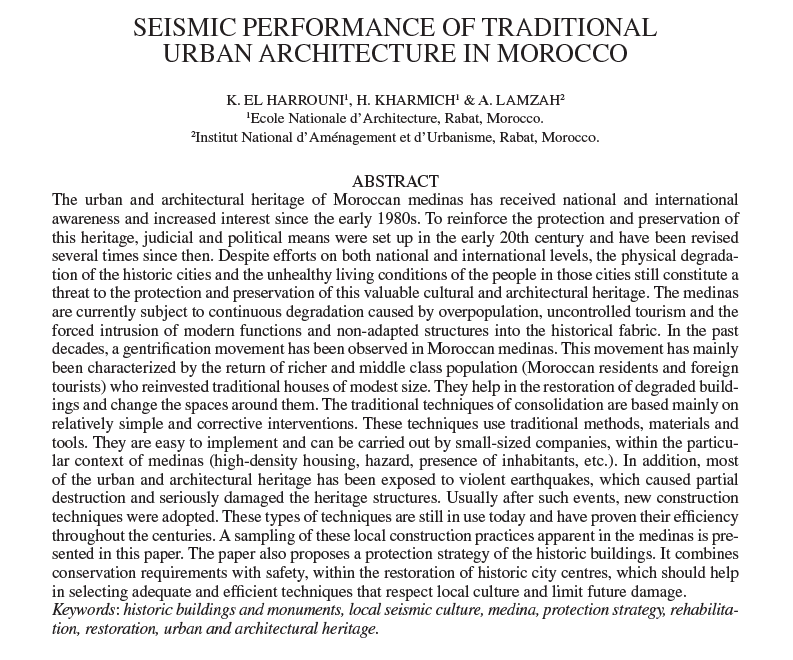 SEISMIC PERFORMANCE OF TRADITIONAL
URBAN ARCHITECTURE IN MOROCCO
K. EL HARROUNI¹, H. KHARMICH¹ & A. LAMZAH²
¹Ecole Nationale d’Architecture, Rabat, Morocco.
²Institut National d’Aménagement et d’Urbanisme, Rabat, Morocco.
ABSTRACT
The urban and architectural heritage of Moroccan medinas has received national and international
awareness and increased interest since the early 1980s. To reinforce the protection and preservation of
this heritage, judicial and political means were set up in the early 20th century and have been revised
several times since then. Despite efforts on both national and international levels, the physical degrada-
tion of the historic cities and the unhealthy living conditions of the people in those cities still constitute a
threat to the protection and preservation of this valuable cultural and architectural heritage. The medinas
are currently subject to continuous degradation caused by overpopulation, uncontrolled tourism and the
forced intrusion of modern functions and non-adapted structures into the historical fabric. In the past
decades, a gentrification movement has been observed in Moroccan medinas. This movement has mainly
been characterized by the return of richer and middle class population (Moroccan residents and foreign
tourists) who reinvested traditional houses of modest size. They help in the restoration of degraded build-
ings and change the spaces around them. The traditional techniques of consolidation are based mainly on
relatively simple and corrective interventions. These techniques use traditional methods, materials and
tools. They are easy to implement and can be carried out by small-sized companies, within the particu-
lar context of medinas (high-density housing, hazard, presence of inhabitants, etc.). In addition, most
of the urban and architectural heritage has been exposed to violent earthquakes, which caused partial
destruction and seriously damaged the heritage structures. Usually after such events, new construction
techniques were adopted. These types of techniques are still in use today and have proven their efficiency
throughout the centuries. A sampling of these local construction practices apparent in the medinas is pre-
sented in this paper. The paper also proposes a protection strategy of the historic buildings. It combines
conservation requirements with safety, within the restoration of historic city centres, which should help
in selecting adequate and efficient techniques that respect local culture and limit future damage.
Keywords: historic buildings and monuments, local seismic culture, medina, protection strategy, rehabilita-
tion, restoration, urban and architectural heritage.